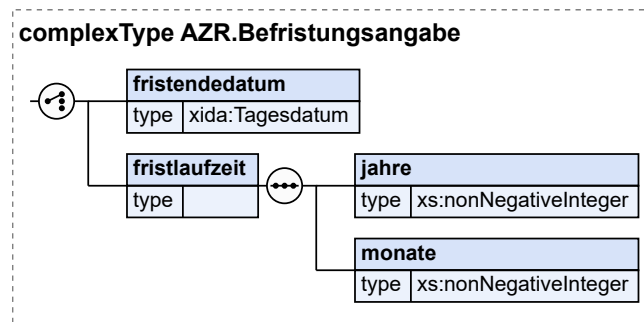 complexType AZR.Befristungsangabe
fristendedatum
type xida:Tagesdatum
fristlaufzeit
type
jahre
type xs:nonNegativeInteger
monate
type xs:nonNegativeInteger